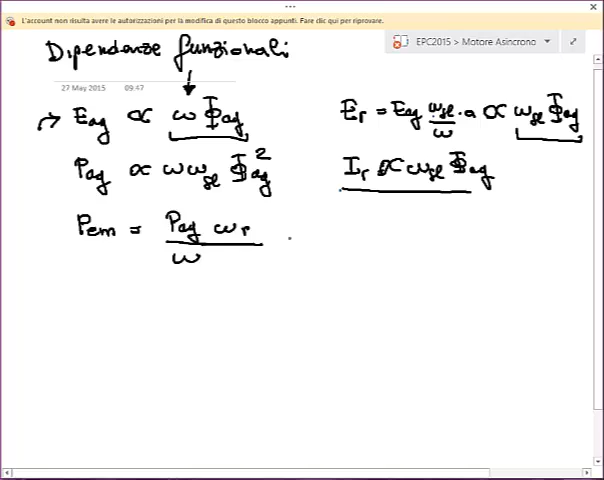 L'account non risulta avere le autorizzazioni per la modifica di questo blocco appunti. Fare clic qui per riprovare.
EPC2015 > Motore Asincrono
Dipendenze funzionali
27 May 2015 09:47
→ Eag ∝ ω Φag
Er = Eag ωsl/ω · a ∝ ωsl Φag
Pag ∝ ω ωsl Φag²
Ir ∝ ωsl Φag
Pem = Pag ωr / ω